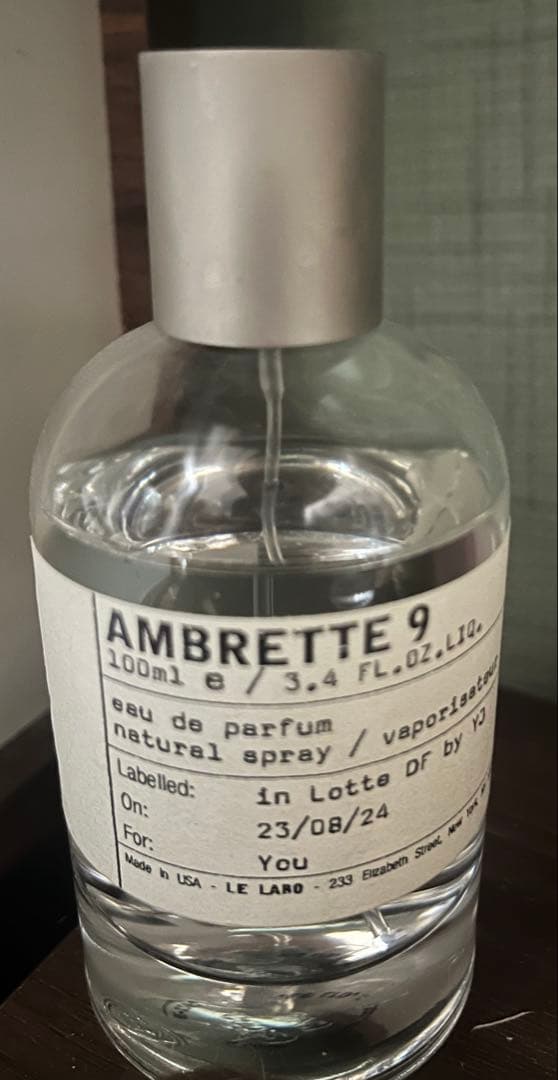 AMBRETTE 9
100ml e / 3.4 FL.OZ.LIQ.
eau de parfum
natural spray / vaporisateur
Labelled: in Lotte DF by YJ
On: 23/08/24
For: You
Made in USA - LE LABO - 233 Elizabeth Street, New York